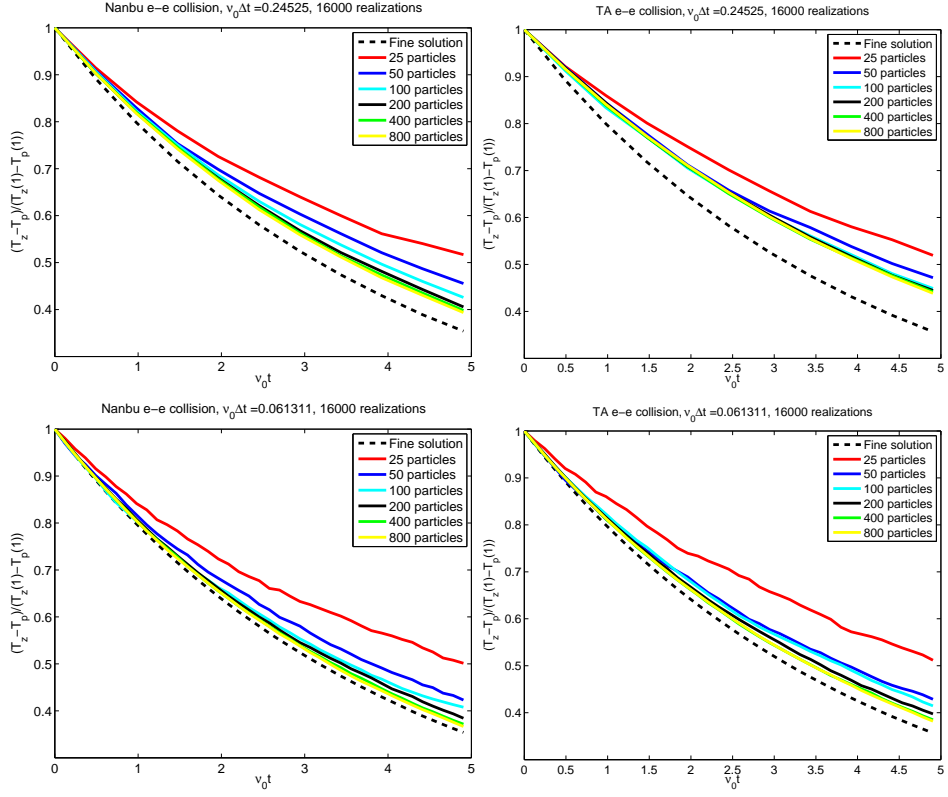 Nanbu e−e collision, ν₀Δt =0.24525, 16000 realizations
(T_z−T_p)/(T_z(1)−T_p(1))
1
0.9
0.8
0.7
0.6
0.5
0.4
0 1 2 3 4 5
ν₀t
Fine solution
25 particles
50 particles
100 particles
200 particles
400 particles
800 particles
TA e−e collision, ν₀Δt =0.24525, 16000 realizations
(T_z−T_p)/(T_z(1)−T_p(1))
1
0.9
0.8
0.7
0.6
0.5
0.4
0 0.5 1 1.5 2 2.5 3 3.5 4 4.5 5
ν₀t
Fine solution
25 particles
50 particles
100 particles
200 particles
400 particles
800 particles
Nanbu e−e collision, ν₀Δt =0.061311, 16000 realizations
(T_z−T_p)/(T_z(1)−T_p(1))
1
0.9
0.8
0.7
0.6
0.5
0.4
0 1 2 3 4 5
ν₀t
Fine solution
25 particles
50 particles
100 particles
200 particles
400 particles
800 particles
TA e−e collision, ν₀Δt =0.061311, 16000 realizations
(T_z−T_p)/(T_z(1)−T_p(1))
1
0.9
0.8
0.7
0.6
0.5
0.4
0 0.5 1 1.5 2 2.5 3 3.5 4 4.5 5
ν₀t
Fine solution
25 particles
50 particles
100 particles
200 particles
400 particles
800 particles